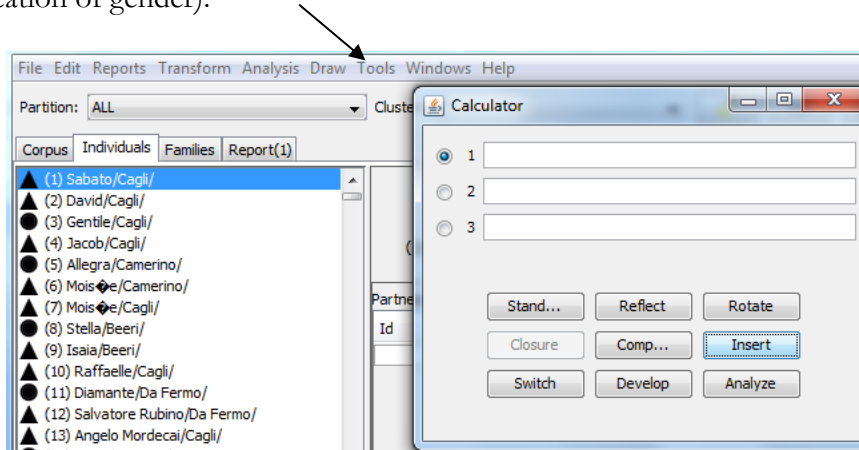 cation of gender).
File Edit Reports Transform Analysis Draw Tools Windows Help
Partition: ALL Cluste
Corpus Individuals Families Report(1)
(1) Sabato/Cagli/
(2) David/Cagli/
(3) Gentile/Cagli/
(4) Jacob/Cagli/
(5) Allegra/Camerino/
(6) Mois�e/Camerino/
(7) Mois�e/Cagli/
(8) Stella/Beeri/
(9) Isaia/Beeri/
(10) Raffaelle/Cagli/
(11) Diamante/Da Fermo/
(12) Salvatore Rubino/Da Fermo/
(13) Angelo Mordecai/Cagli/
(
Partne
Id
Calculator
1
2
3
Stand... Reflect Rotate
Closure Comp... Insert
Switch Develop Analyze